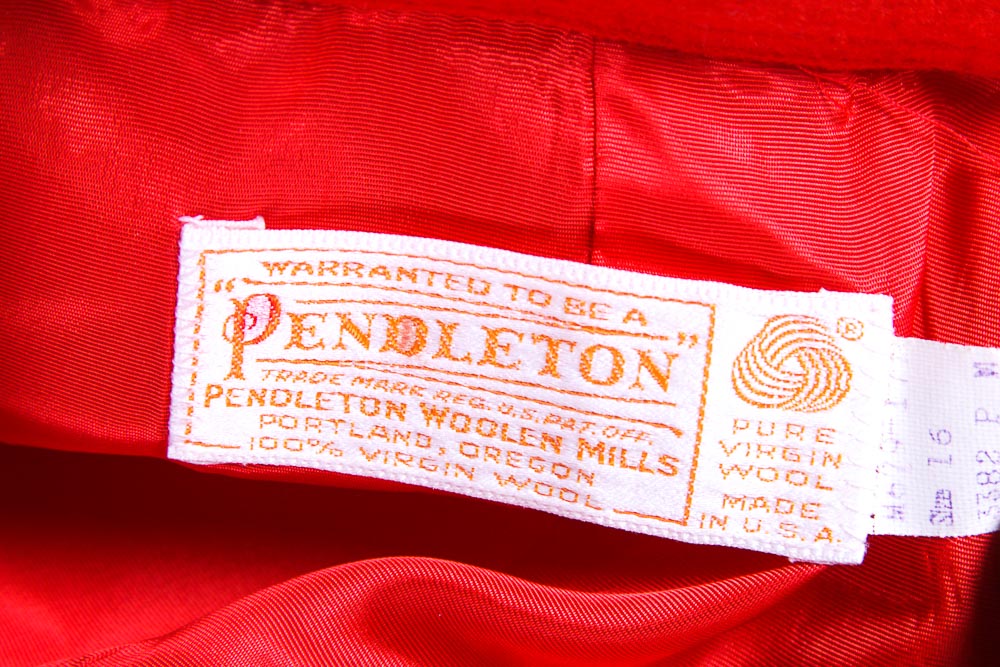 WARRANTED TO BE A
"PENDLETON"
TRADE MARK REG. U.S. PAT. OFF.
PENDLETON WOOLEN MILLS
PORTLAND, OREGON
100% VIRGIN WOOL
®
PURE
VIRGIN
WOOL
MADE
IN U.S.A.
Size 16
3382 P M